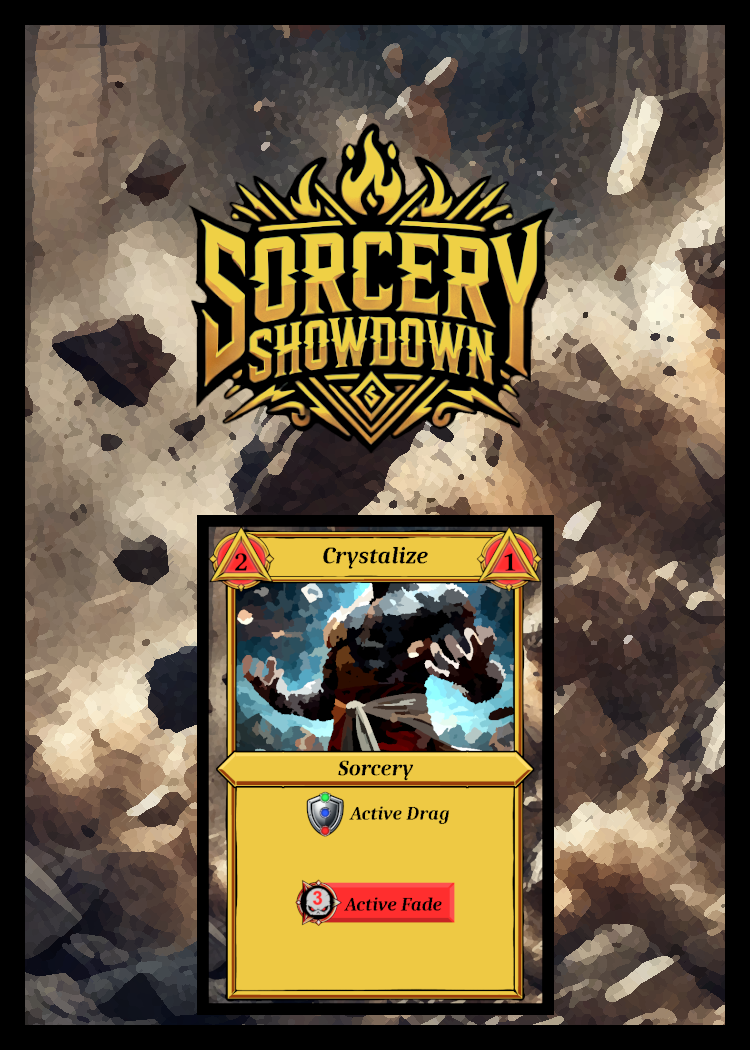 SORCERY
SHOWDOWN
S
2 Crystalize 1
Sorcery
Active Drag
3 Active Fade